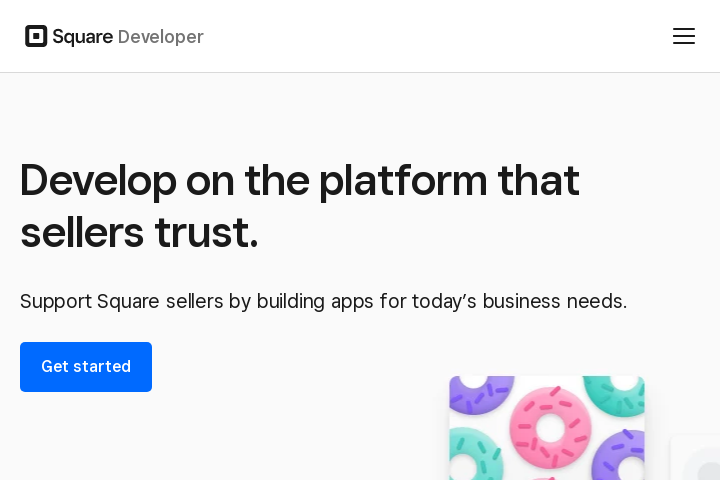 Square Developer
Develop on the platform that
sellers trust.
Support Square sellers by building apps for today’s business needs.
Get started